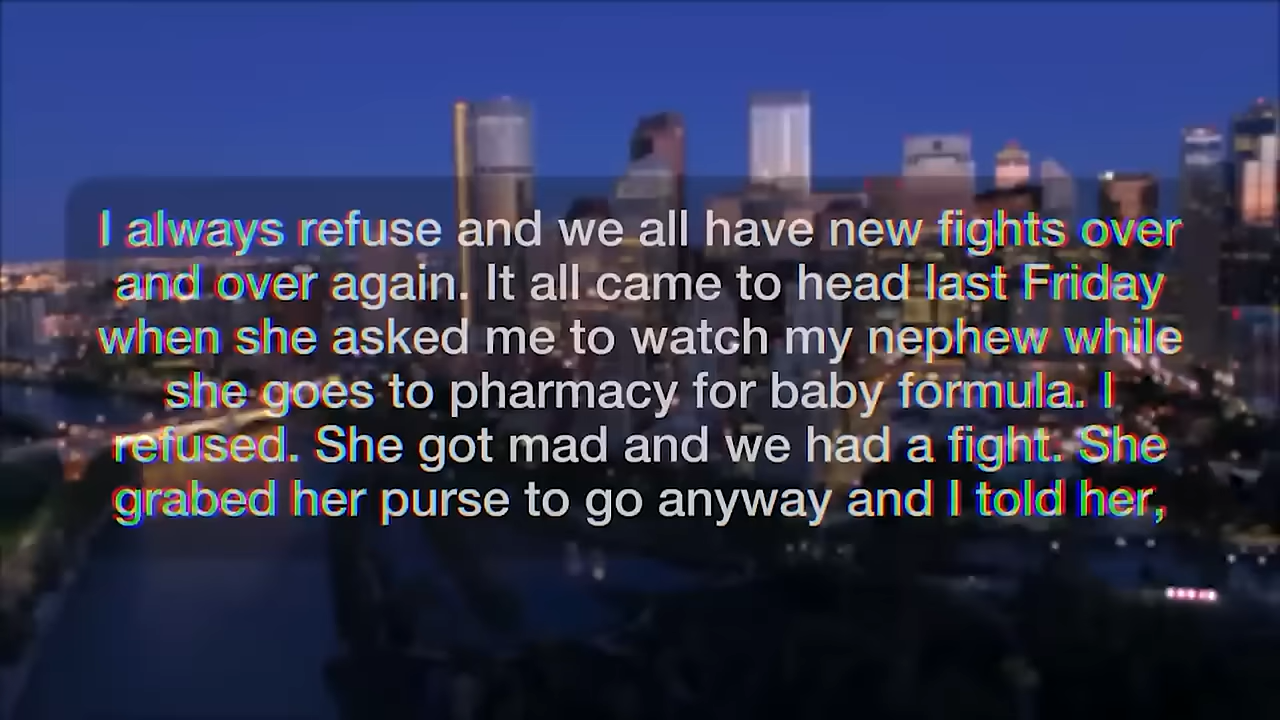 I always refuse and we all have new fights over
and over again. It all came to head last Friday
when she asked me to watch my nephew while
she goes to pharmacy for baby formula. I
refused. She got mad and we had a fight. She
grabed her purse to go anyway and I told her,